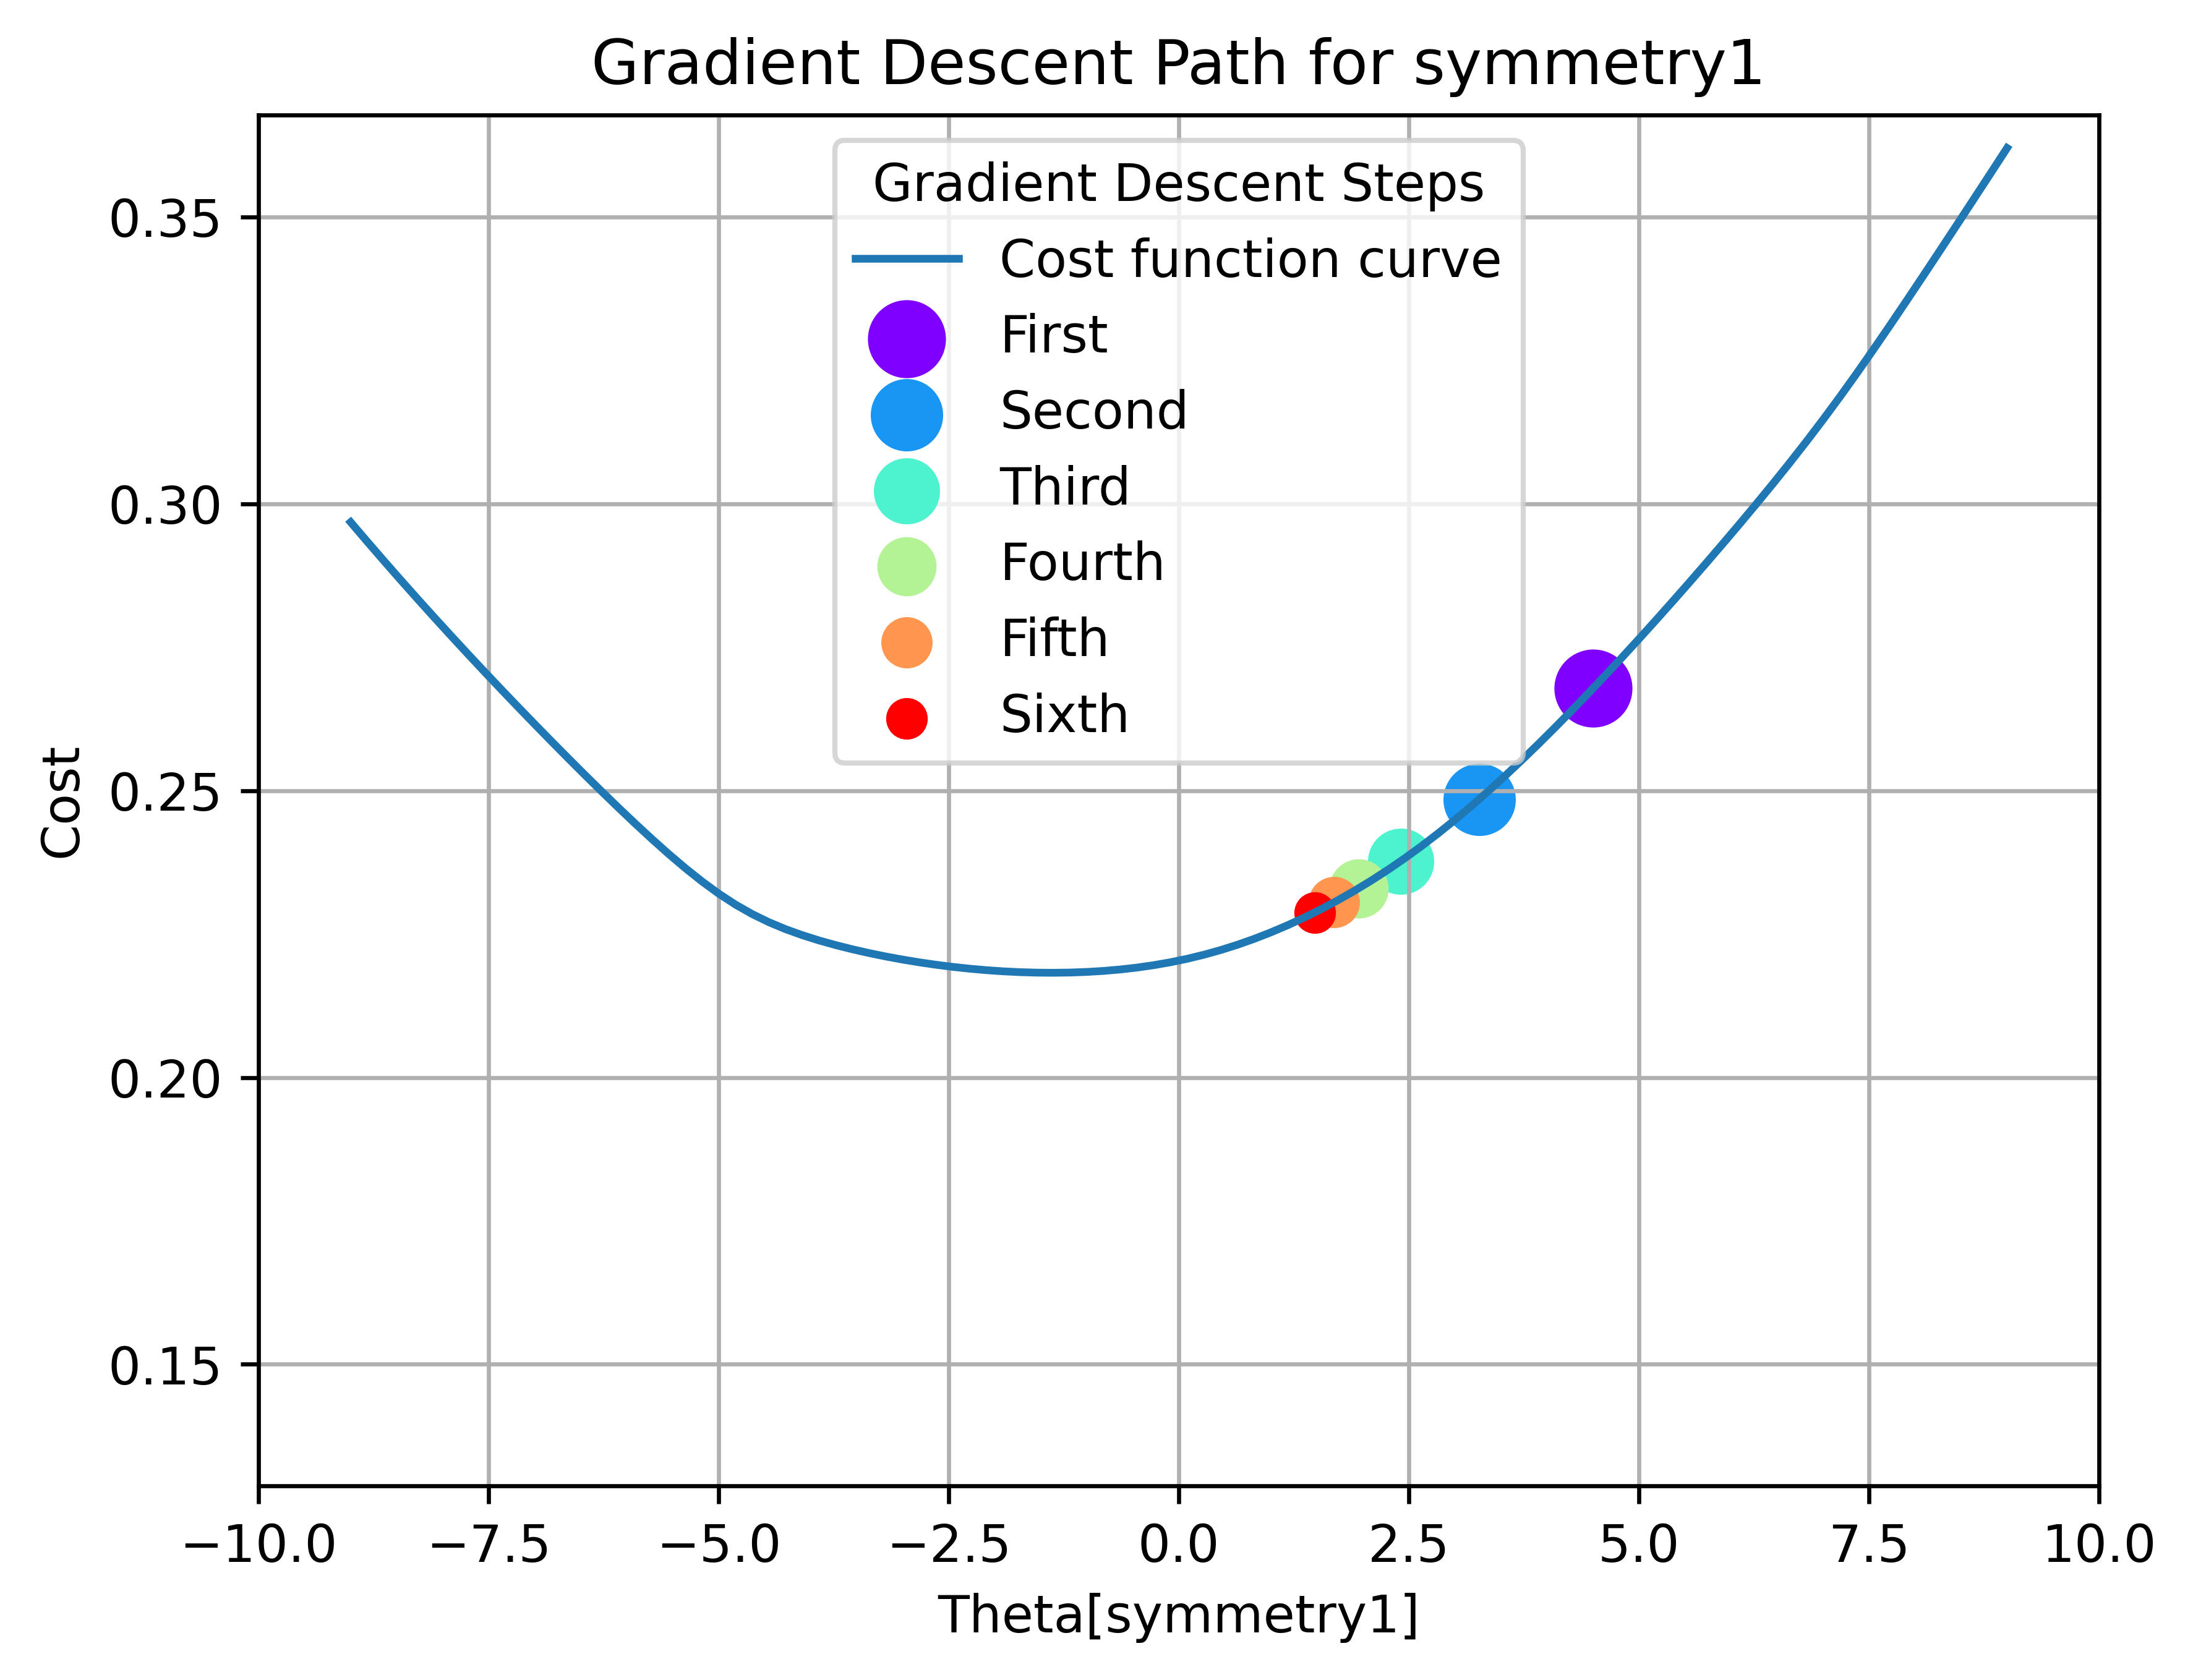 Gradient Descent Path for symmetry1
Gradient Descent Steps
Cost function curve
First
Second
Third
Fourth
Fifth
Sixth
Cost
0.35
0.30
0.25
0.20
0.15
−10.0
−7.5
−5.0
−2.5
0.0
2.5
5.0
7.5
10.0
Theta[symmetry1]